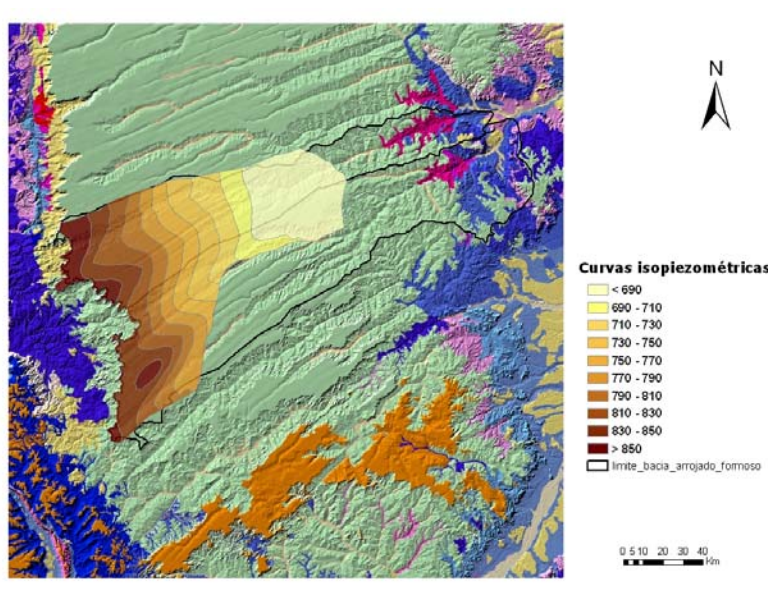 N
Curvas isopiezométricas
< 690
690 - 710
710 - 730
730 - 750
750 - 770
770 - 790
790 - 810
810 - 830
830 - 850
> 850
limite_bacia_arrojado_formoso
0 5 10 20 30 40
Km